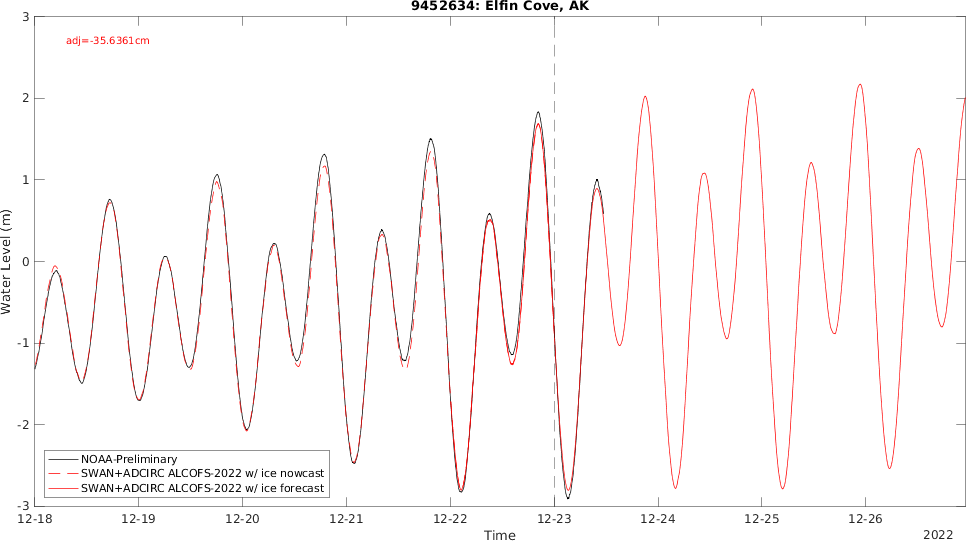 9452634: Elfin Cove, AK
adj=-35.6361cm
3
2
1
0
-1
-2
-3
Water Level (m)
NOAA-Preliminary
SWAN+ADCIRC ALCOFS-2022 w/ ice nowcast
SWAN+ADCIRC ALCOFS-2022 w/ ice forecast
12-18 12-19 12-20 12-21 12-22 12-23 12-24 12-25 12-26
Time
2022